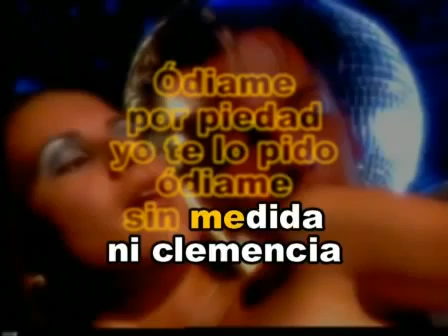 Ódiame
por piedad
yo te lo pido
ódiame
sin medida
ni clemencia